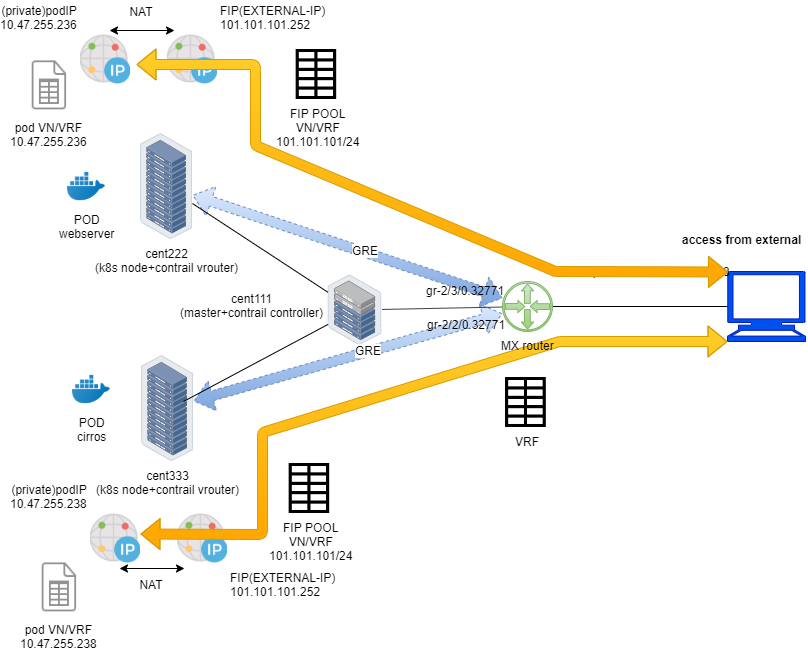 (private)podIP
10.47.255.236
NAT
FIP(EXTERNAL-IP)
101.101.101.252
IP
IP
pod VN/VRF
10.47.255.236
FIP POOL
VN/VRF
101.101.101/24
POD
webserver
cent222
(k8s node+contrail vrouter)
GRE
access from external
cent111
(master+contrail controller)
gr-2/3/0.32771
gr-2/2/0.32771
MX router
GRE
POD
cirros
VRF
cent333
(k8s node+contrail vrouter)
(private)podIP
10.47.255.238
FIP POOL
VN/VRF
101.101.101/24
IP
IP
NAT
FIP(EXTERNAL-IP)
101.101.101.252
pod VN/VRF
10.47.255.238